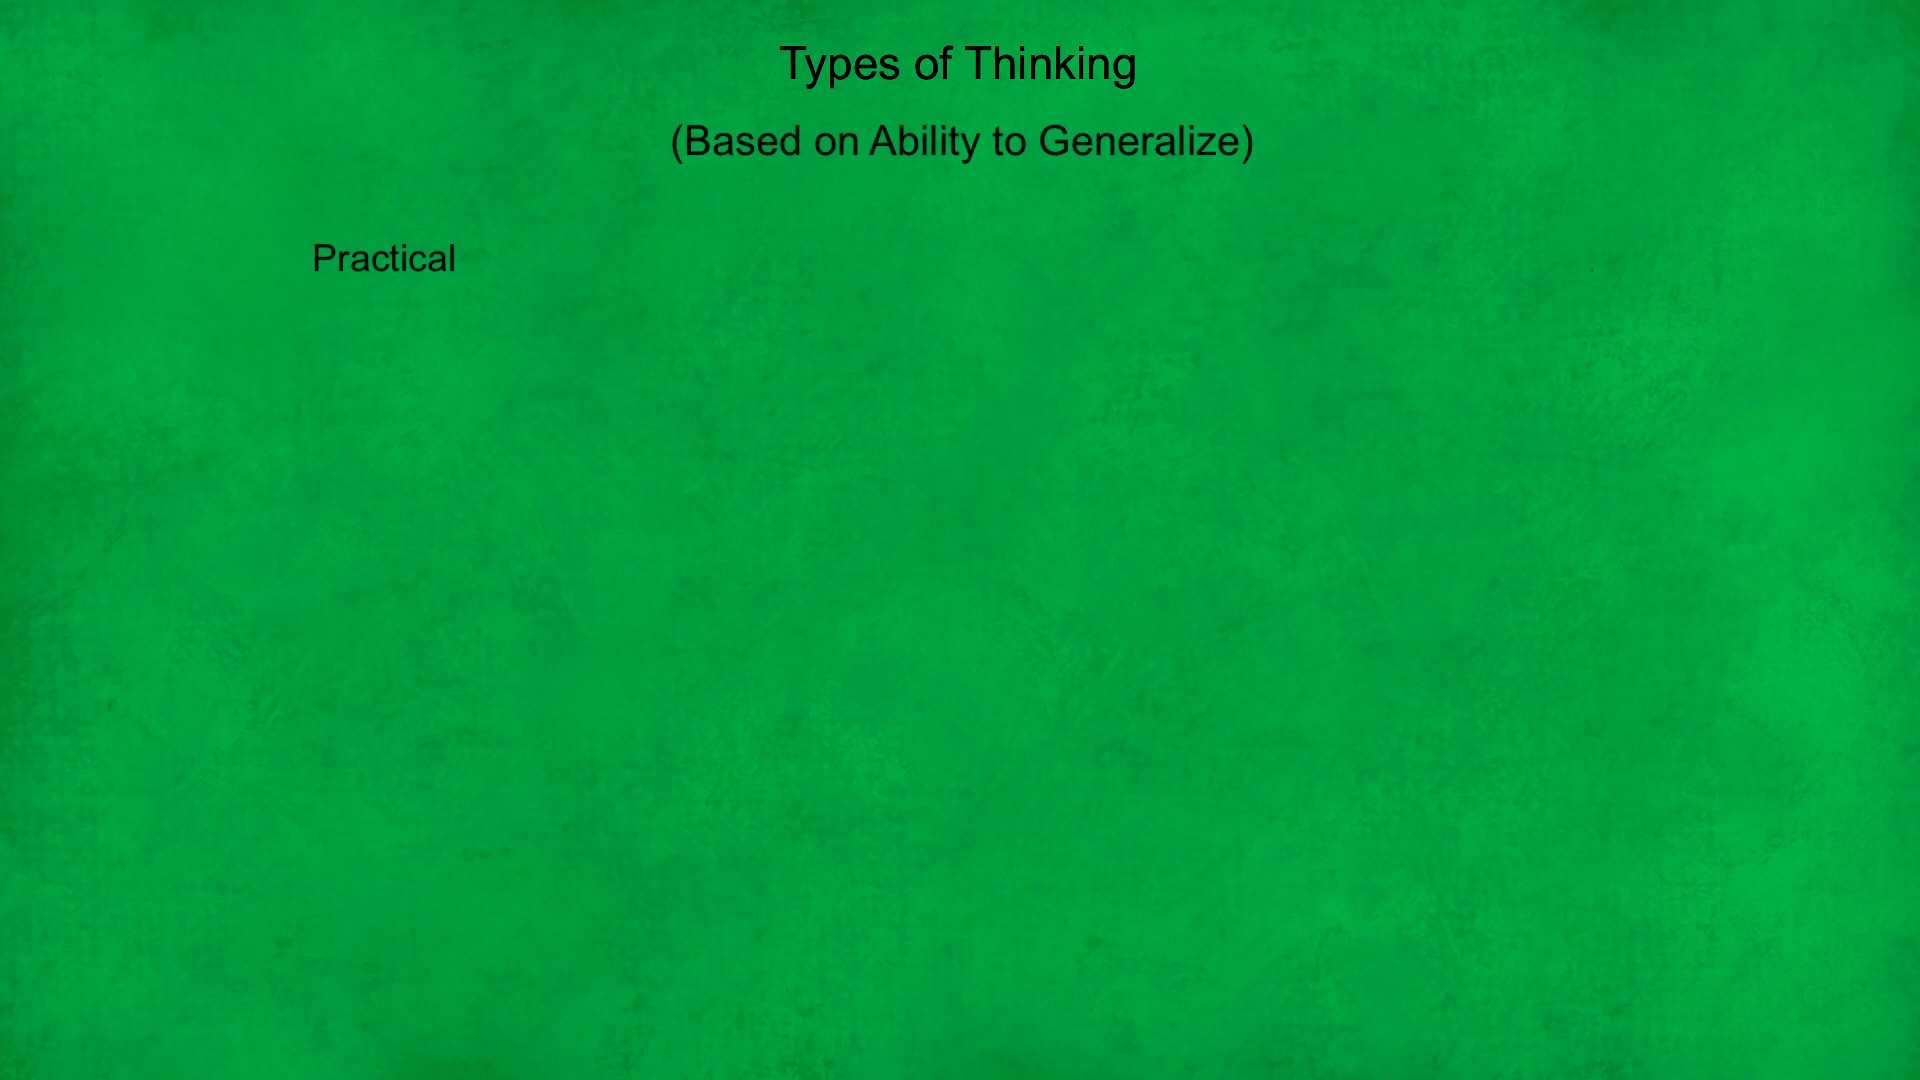 Types of Thinking
(Based on Ability to Generalize)
Practical